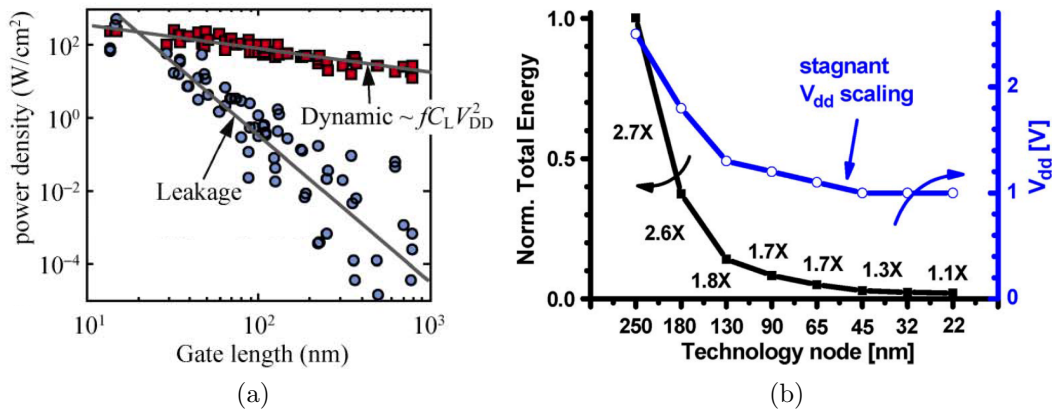 power density (W/cm²)
10²
10⁰
10⁻²
10⁻⁴
Dynamic ~ fC_L V²_DD
Leakage
10¹
10²
10³
Gate length (nm)
(a)
Norm. Total Energy
1.0
0.5
0.0
2.7X
2.6X
1.8X
1.7X
1.7X
1.3X
1.1X
stagnant
V_dd scaling
2
1
0
V_dd [V]
250 180 130 90 65 45 32 22
Technology node [nm]
(b)